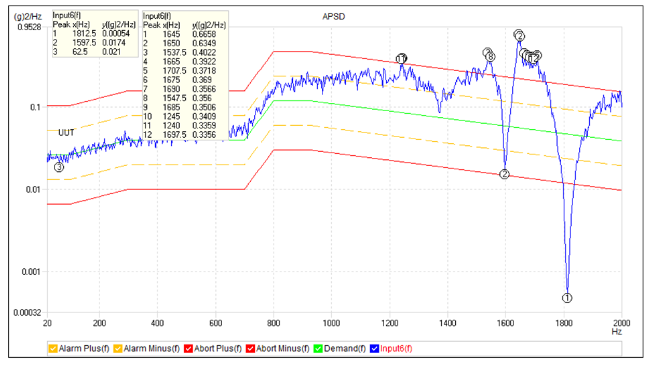 (g)2/Hz
APSD
0.9528
Input6(f)
Peak x(Hz) y((g)2/Hz)
1 1812.5 0.00054
2 1597.5 0.0174
3 62.5 0.021
Input6(f)
Peak x(Hz) y((g)2/Hz)
1 1645 0.6658
2 1650 0.6349
3 1537.5 0.4022
4 1665 0.3922
5 1707.5 0.3718
6 1675 0.369
7 1690 0.3566
8 1547.5 0.356
9 1685 0.3506
10 1245 0.3409
11 1240 0.3359
12 1697.5 0.3356
0.1
UUT
0.01
0.001
0.00032
20 200 400 600 800 1000 1200 1400 1600 1800 2000
Hz
Alarm Plus(f) Alarm Minus(f) Abort Plus(f) Abort Minus(f) Demand(f) Input6(f)